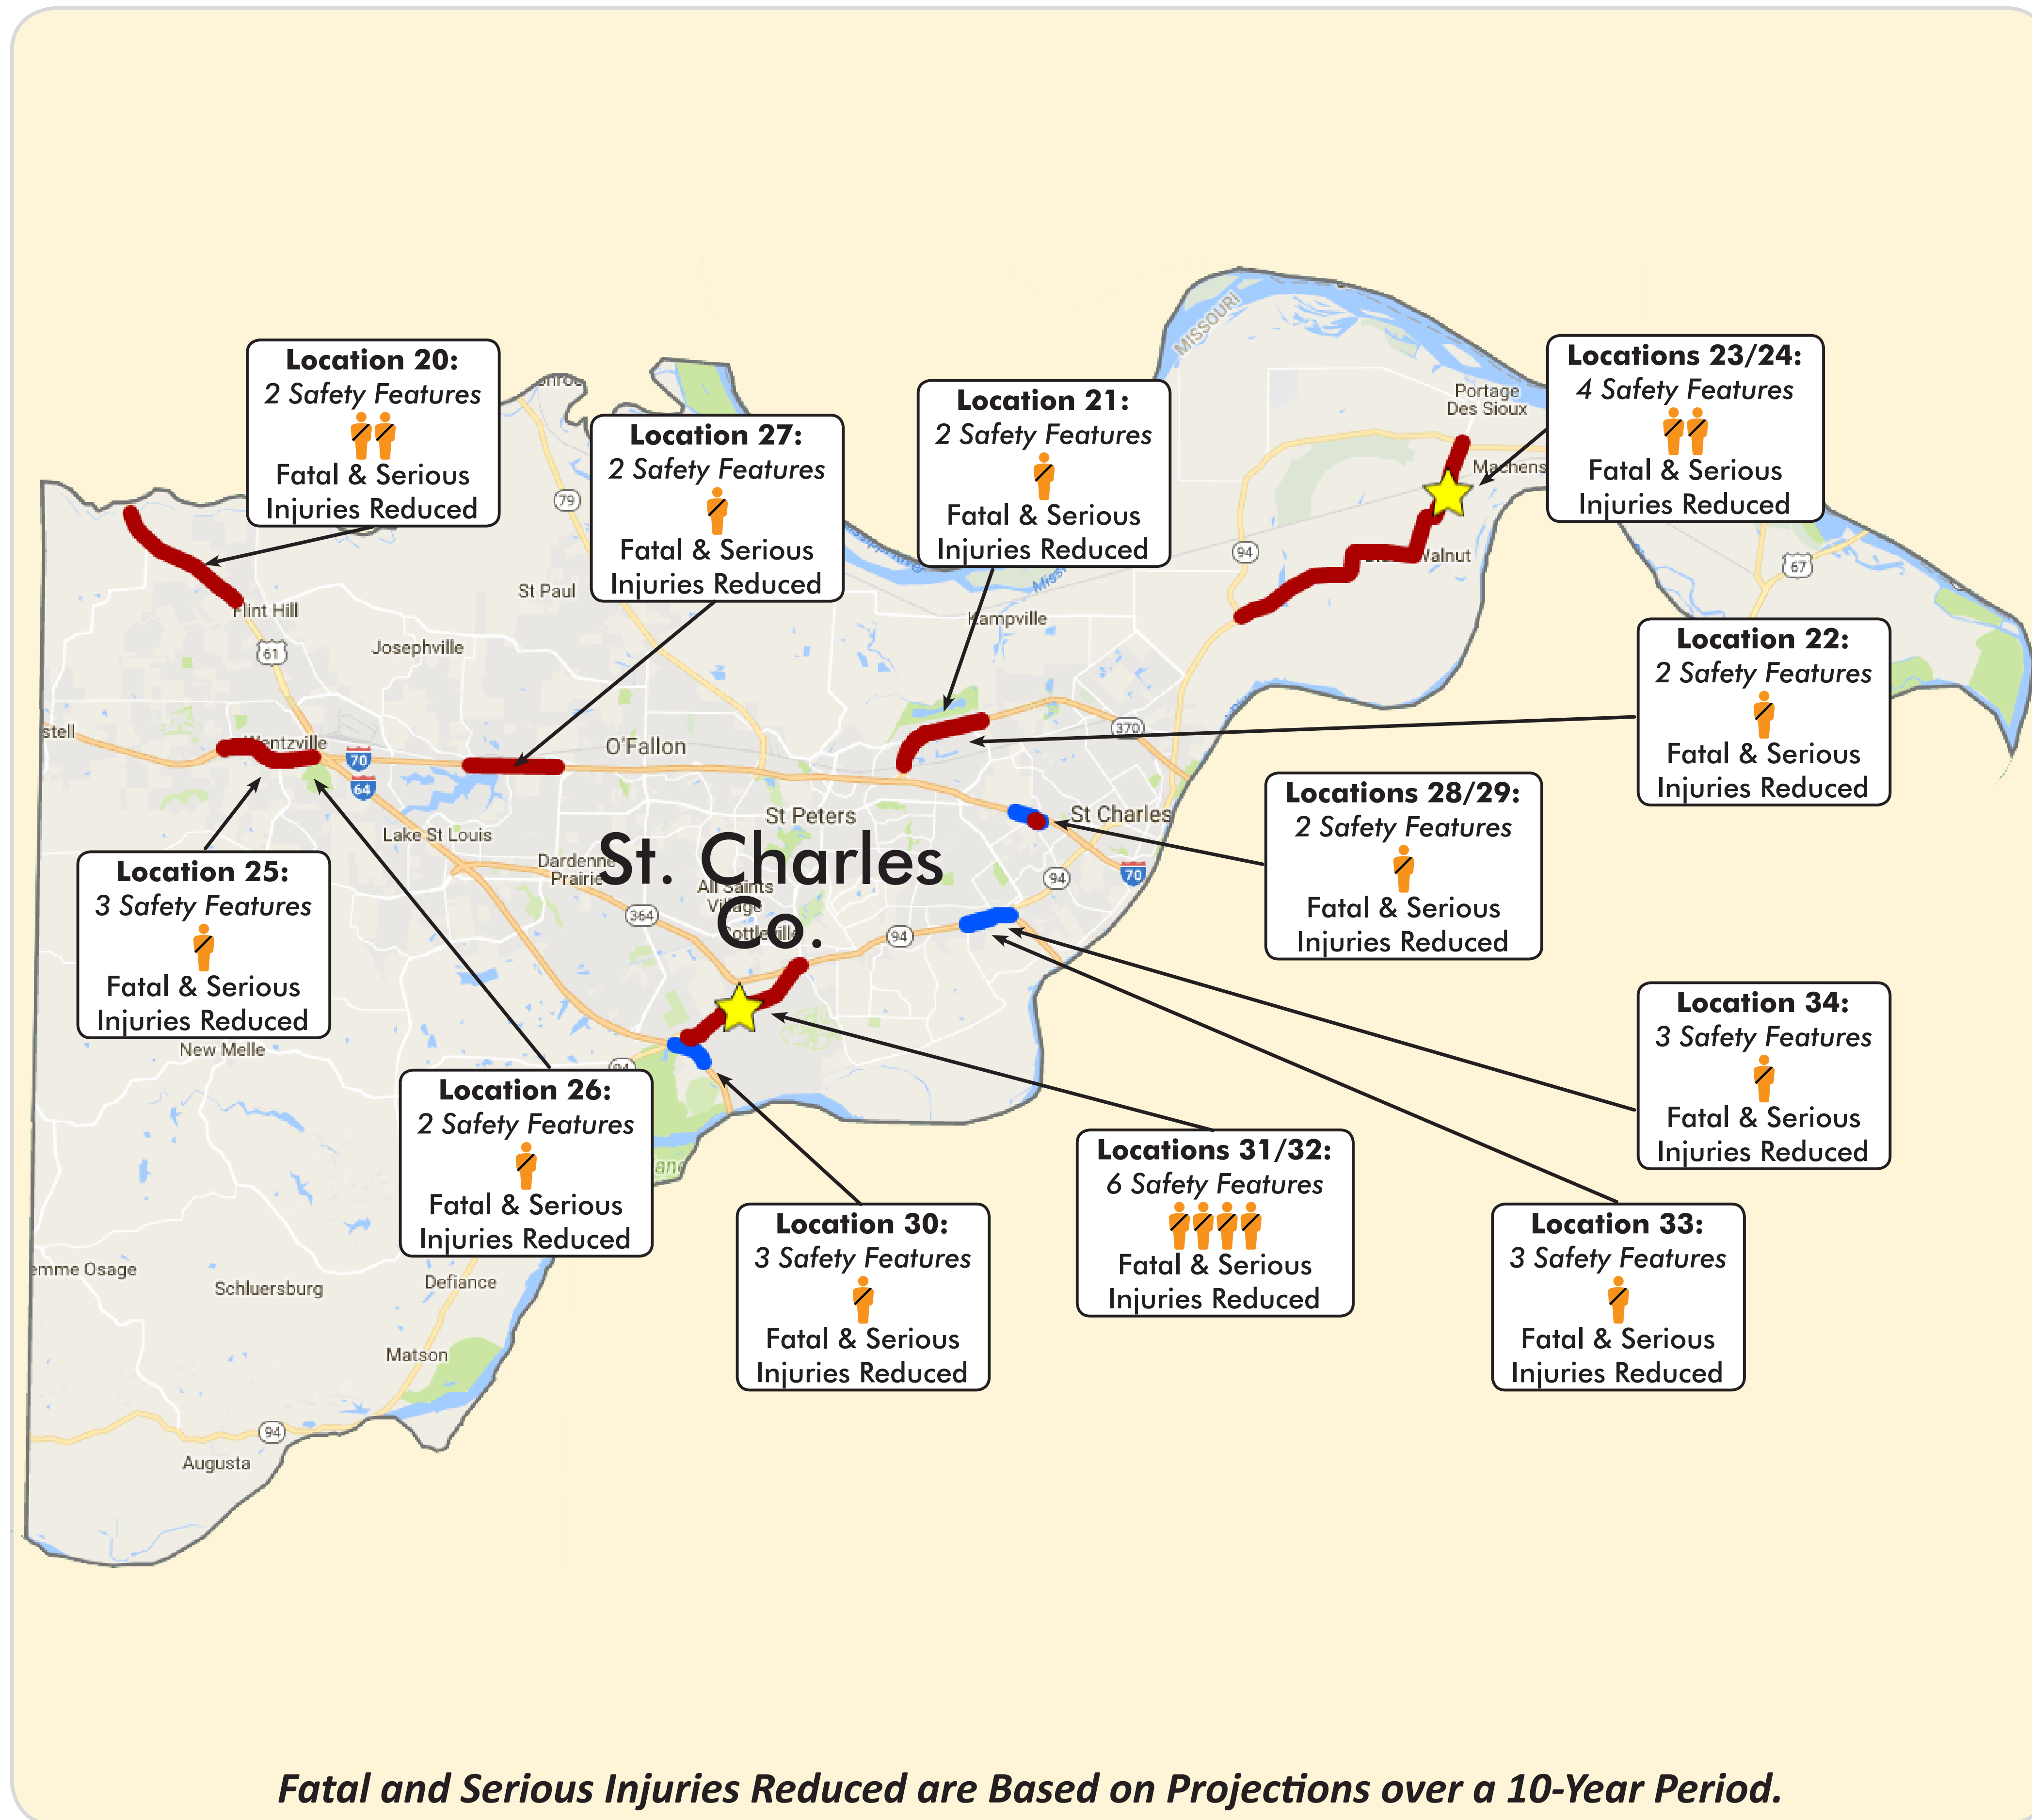 MISSOURI
Location 20:
2 Safety Features
Fatal & Serious
Injuries Reduced
Locations 23/24:
4 Safety Features
Fatal & Serious
Injuries Reduced
Location 27:
2 Safety Features
Fatal & Serious
Injuries Reduced
Location 21:
2 Safety Features
Fatal & Serious
Injuries Reduced
Portage
Des Sioux
Machens
79
94
Walnut
67
St Paul
Flint Hill
Kampville
61
Josephville
Location 22:
2 Safety Features
Fatal & Serious
Injuries Reduced
370
Wentzville
O'Fallon
70
64
Lake St Louis
St Peters
St Charles
Locations 28/29:
2 Safety Features
Fatal & Serious
Injuries Reduced
St. Charles
Co.
Dardenne
Prairie
All Saints
Village
Cottleville
364
94
94
70
Location 25:
3 Safety Features
Fatal & Serious
Injuries Reduced
Location 34:
3 Safety Features
Fatal & Serious
Injuries Reduced
New Melle
94
Location 26:
2 Safety Features
Fatal & Serious
Injuries Reduced
Locations 31/32:
6 Safety Features
Fatal & Serious
Injuries Reduced
Location 30:
3 Safety Features
Fatal & Serious
Injuries Reduced
Location 33:
3 Safety Features
Fatal & Serious
Injuries Reduced
emme Osage
Schluersburg
Defiance
Matson
94
Augusta
Fatal and Serious Injuries Reduced are Based on Projections over a 10-Year Period.